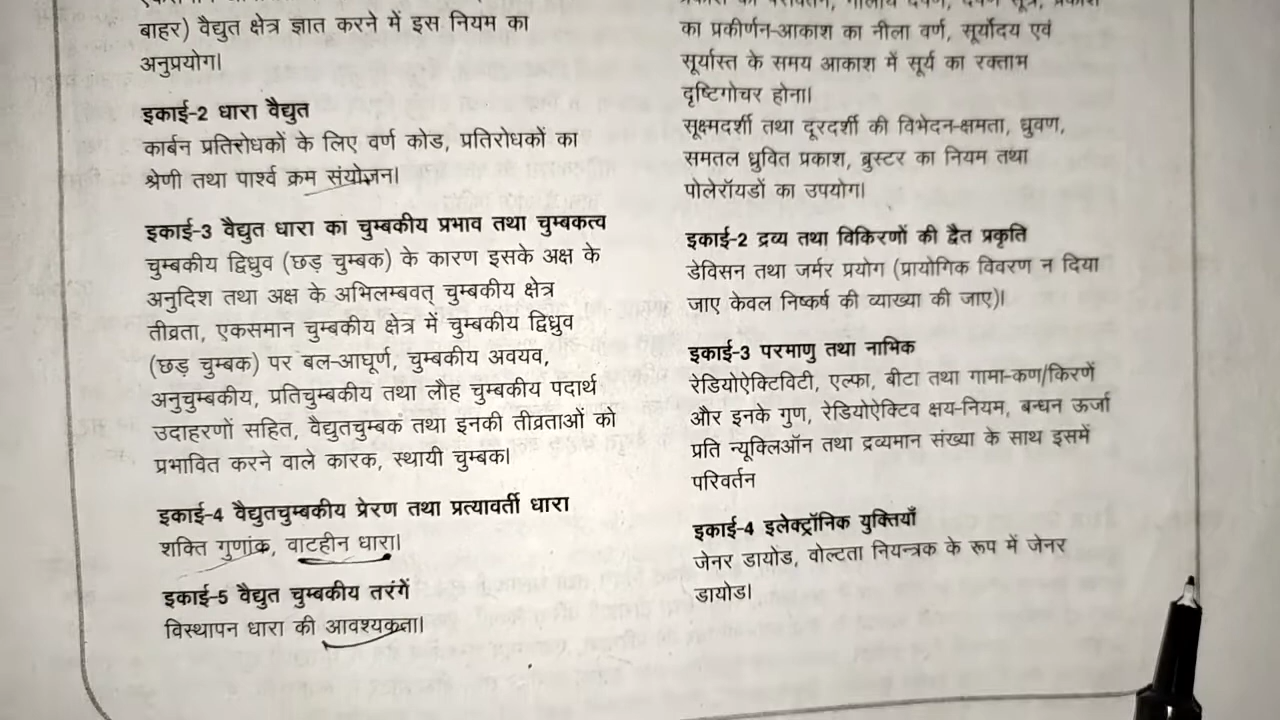 बाहर) वैद्युत क्षेत्र ज्ञात करने में इस नियम का
अनुप्रयोग।
इकाई-2 धारा वैद्युत
कार्बन प्रतिरोधकों के लिए वर्ण कोड, प्रतिरोधकों का
श्रेणी तथा पार्श्व क्रम संयोजन।
इकाई-3 वैद्युत धारा का चुम्बकीय प्रभाव तथा चुम्बकत्व
चुम्बकीय द्विध्रुव (छड़ चुम्बक) के कारण इसके अक्ष के
अनुदिश तथा अक्ष के अभिलम्बवत् चुम्बकीय क्षेत्र
तीव्रता, एकसमान चुम्बकीय क्षेत्र में चुम्बकीय द्विध्रुव
(छड़ चुम्बक) पर बल-आघूर्ण, चुम्बकीय अवयव,
अनुचुम्बकीय, प्रतिचुम्बकीय तथा लौह चुम्बकीय पदार्थ
उदाहरणों सहित, वैद्युतचुम्बक तथा इनकी तीव्रताओं को
प्रभावित करने वाले कारक, स्थायी चुम्बक।
इकाई-4 वैद्युतचुम्बकीय प्रेरण तथा प्रत्यावर्ती धारा
शक्ति गुणांक, वाटहीन धारा।
इकाई-5 वैद्युत चुम्बकीय तरंगें
विस्थापन धारा की आवश्यकता।
का प्रकीर्णन-आकाश का नीला वर्ण, सूर्योदय एवं
सूर्यास्त के समय आकाश में सूर्य का रक्ताम
दृष्टिगोचर होना।
सूक्ष्मदर्शी तथा दूरदर्शी की विभेदन-क्षमता, ध्रुवण,
समतल ध्रुवित प्रकाश, ब्रुस्टर का नियम तथा
पोलेरॉयडों का उपयोग।
इकाई-2 द्रव्य तथा विकिरणों की द्वैत प्रकृति
डेविसन तथा जर्मर प्रयोग (प्रायोगिक विवरण न दिया
जाए केवल निष्कर्ष की व्याख्या की जाए)।
इकाई-3 परमाणु तथा नाभिक
रेडियोऐक्टिविटी, एल्फा, बीटा तथा गामा-कण/किरणें
और इनके गुण, रेडियोऐक्टिव क्षय-नियम, बन्धन ऊर्जा
प्रति न्यूक्लिऑन तथा द्रव्यमान संख्या के साथ इसमें
परिवर्तन
इकाई-4 इलेक्ट्रॉनिक युक्तियाँ
जेनर डायोड, वोल्टता नियन्त्रक के रूप में जेनर
डायोड।